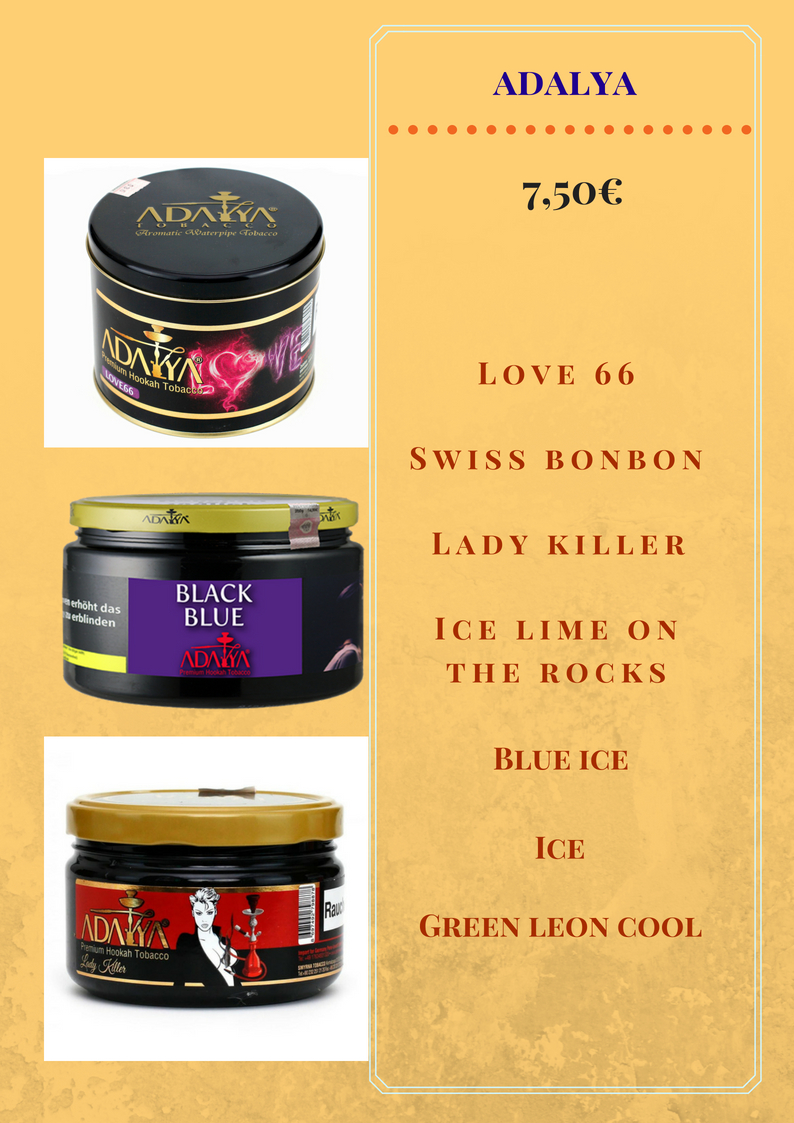 ADALYA
7,50€
LOVE 66
SWISS BONBON
LADY KILLER
ICE LIME ON
THE ROCKS
BLUE ICE
ICE
GREEN LEON COOL
ADALYA®
TOBACCO
Aromatic Waterpipe Tobacco
ADALYA®
Premium Hookah Tobacco
LOVE66
ADALYA
erhöht das
erblinden
BLACK
BLUE
ADALYA
Premium Hookah Tobacco
ADALYA
Premium Hookah Tobacco
Lady Killer
Rauc